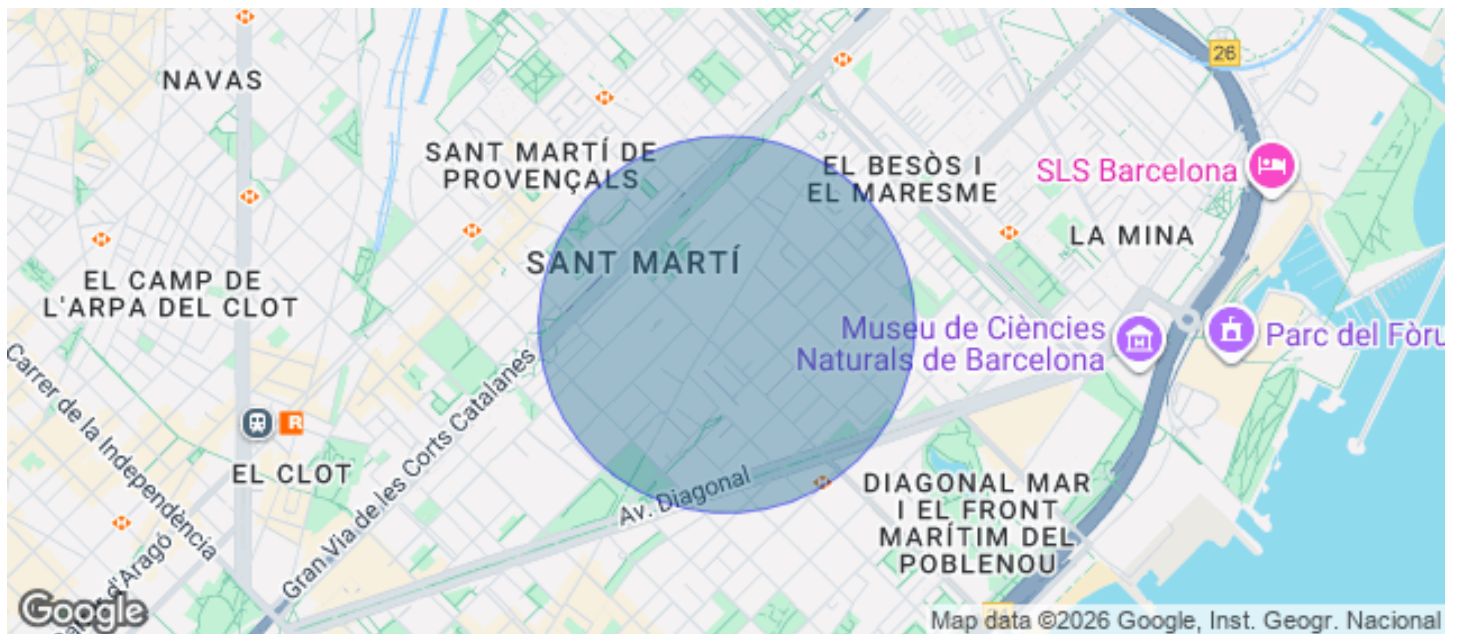 NAVAS
26
SANT MARTÍ DE
PROVENÇALS
EL BESÒS I
EL MARESME
SLS Barcelona
LA MINA
SANT MARTÍ
EL CAMP DE
L'ARPA DEL CLOT
Museu de Ciències
Naturals de Barcelona
Parc del Fòru
Carrer de la Independència
Gran Via de les Corts Catalanes
R
EL CLOT
Av. Diagonal
DIAGONAL MAR
I EL FRONT
MARÍTIM DEL
POBLENOU
d'Aragó
Google
Map data ©2026 Google, Inst. Geogr. Nacional